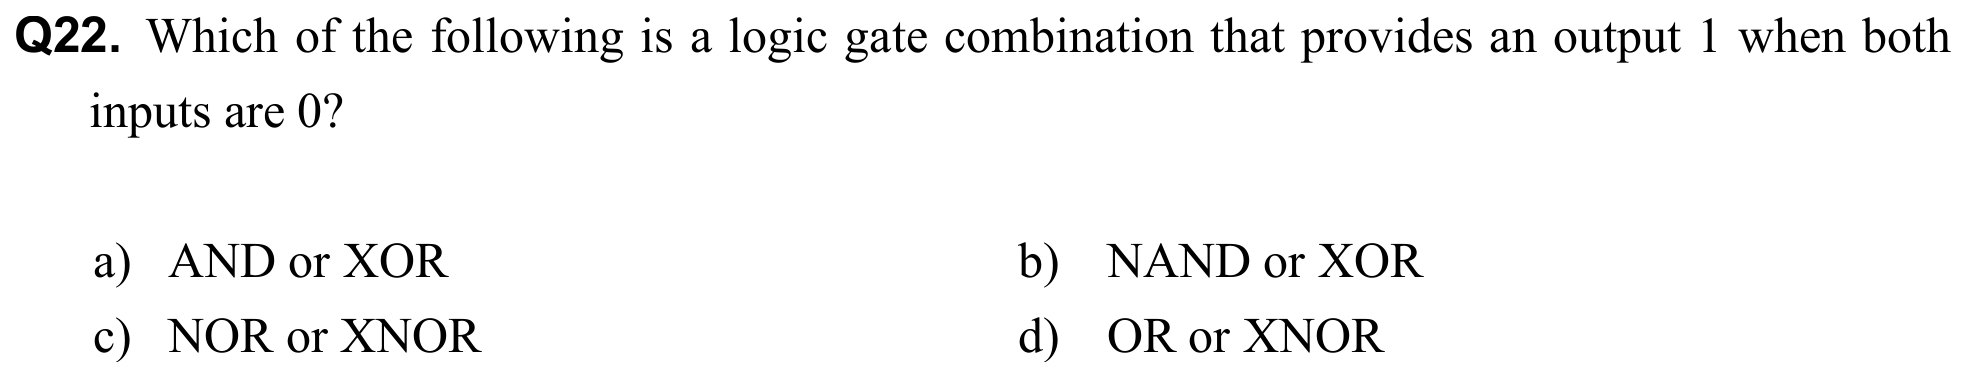 Q22. Which of the following is a logic gate combination that provides an output 1 when both
inputs are 0?
a) AND or XOR
b) NAND or XOR
c) NOR or XNOR
d) OR or XNOR